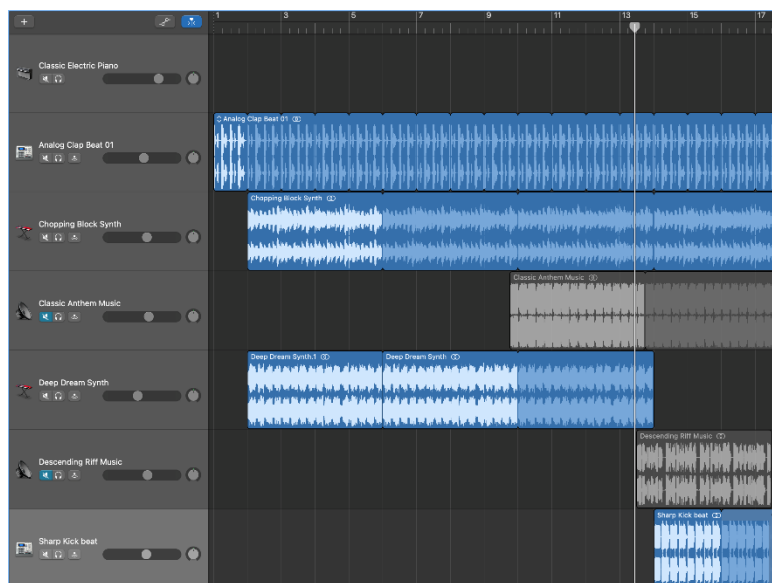 1 3 5 7 9 11 13 15 17
Classic Electric Piano
Analog Clap Beat 01
Analog Clap Beat 01
Chopping Block Synth
Chopping Block Synth
Classic Anthem Music
Classic Anthem Music
Deep Dream Synth.1 Deep Dream Synth
Deep Dream Synth
Descending Riff Music
Descending Riff Music
Sharp Kick beat
Sharp Kick beat